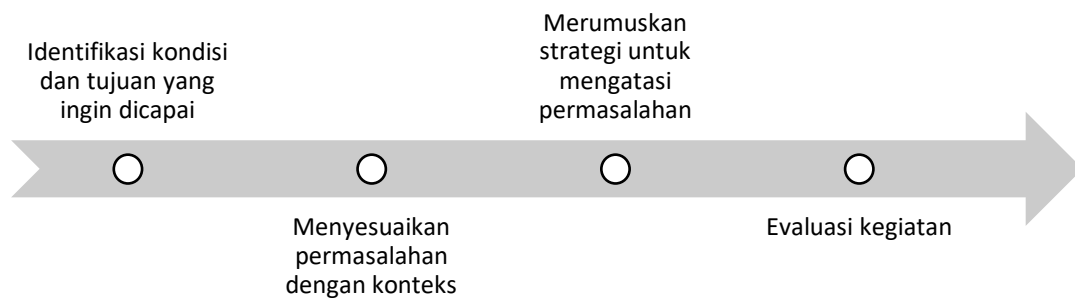 Identifikasi kondisi
dan tujuan yang
ingin dicapai
Menyesuaikan
permasalahan
dengan konteks
Merumuskan
strategi untuk
mengatasi
permasalahan
Evaluasi kegiatan